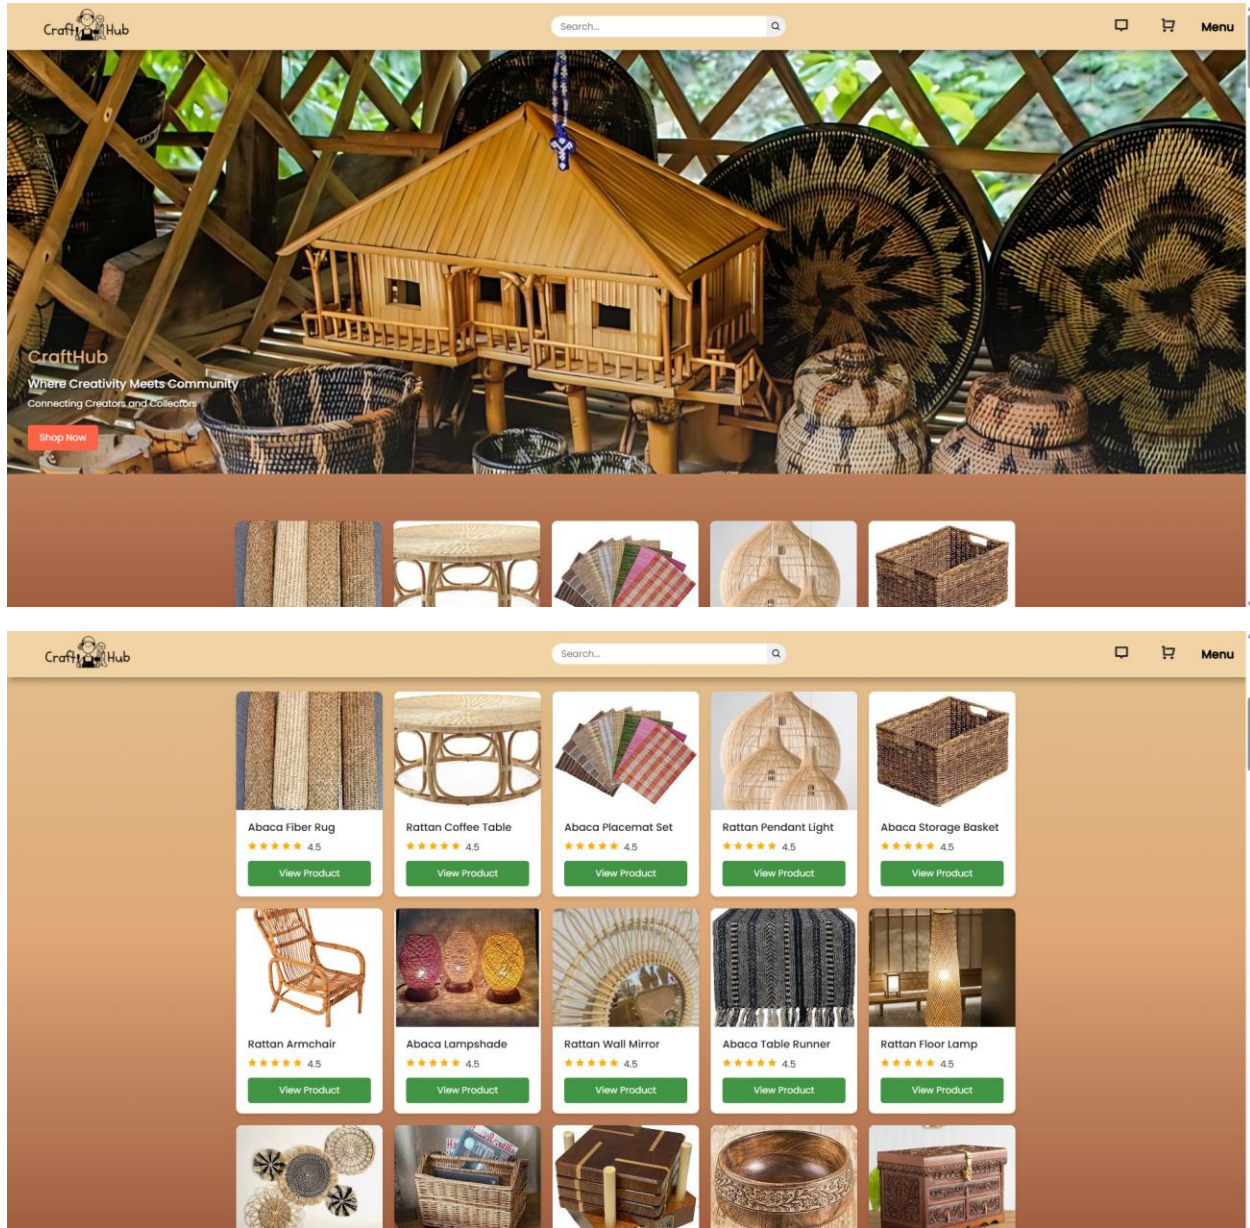 Craft Hub
Search...
Menu
CraftHub
Where Creativity Meets Community
Connecting Creators and Collectors
Shop Now
Craft Hub
Search...
Menu
Abaca Fiber Rug
Rattan Coffee Table
Abaca Placemat Set
Rattan Pendant Light
Abaca Storage Basket
4.5
4.5
4.5
4.5
4.5
View Product
View Product
View Product
View Product
View Product
Rattan Armchair
Abaca Lampshade
Rattan Wall Mirror
Abaca Table Runner
Rattan Floor Lamp
4.5
4.5
4.5
4.5
4.5
View Product
View Product
View Product
View Product
View Product